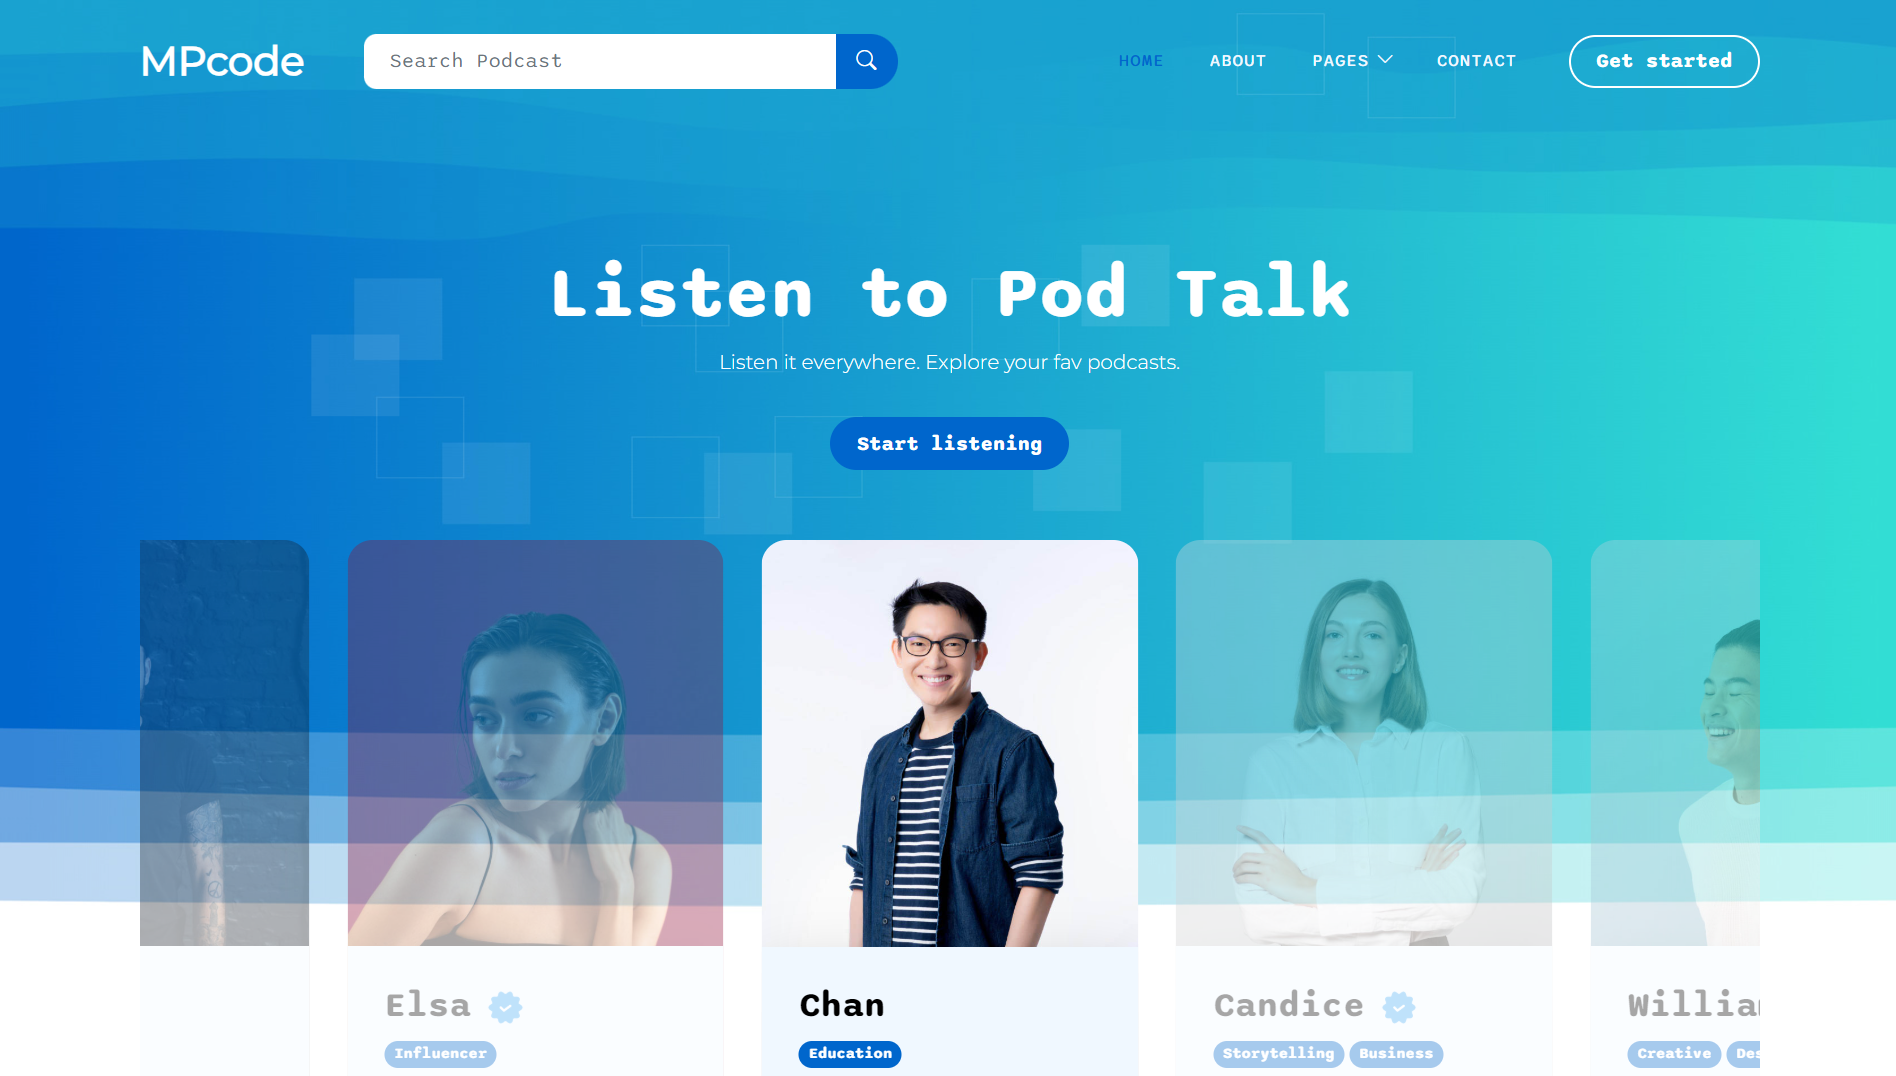 MPcode
Search Podcast
HOME
ABOUT
PAGES
CONTACT
Get started
Listen to Pod Talk
Listen it everywhere. Explore your fav podcasts.
Start listening
Elsa
Influencer
Chan
Education
Candice
Storytelling Business
Willia
Creative